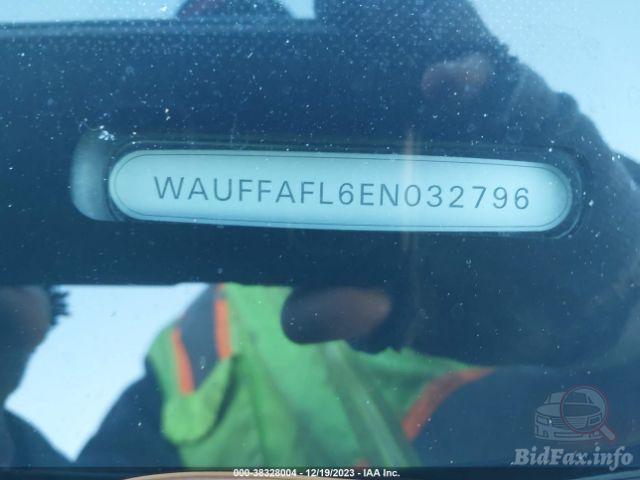 WAUFFAFL6EN032796
000-38328004 - 12/19/2023 - IAA Inc.
BidFax.info